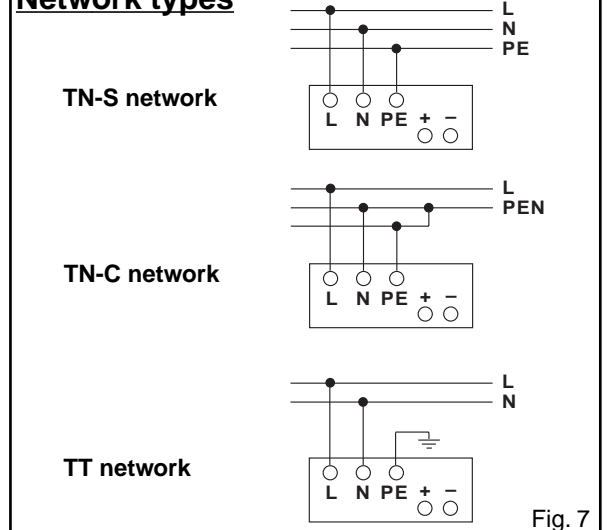 Network types
L
N
PE
TN-S network
L N PE + −
L
PEN
TN-C network
L N PE + −
L
N
TT network
L N PE + −
Fig. 7